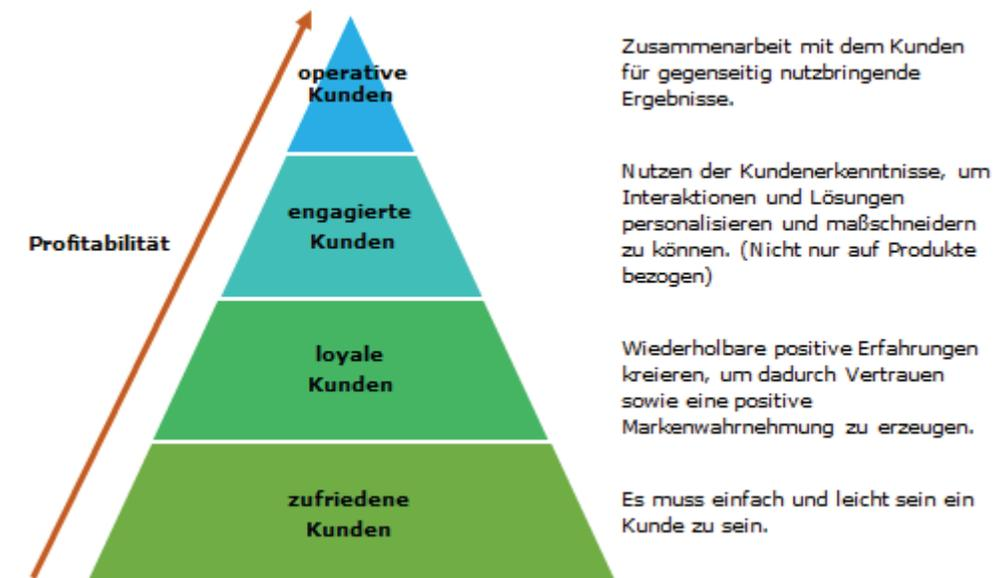 operative
Kunden
Zusammenarbeit mit dem Kunden
für gegenseitig nutzbringende
Ergebnisse.
Profitabilität
engagierte
Kunden
Nutzen der Kundenerkenntnisse, um
Interaktionen und Lösungen
personalisieren und maßschneidern
zu können. (Nicht nur auf Produkte
bezogen)
loyale
Kunden
Wiederholbare positive Erfahrungen
kreieren, um dadurch Vertrauen
sowie eine positive
Markenwahrnehmung zu erzeugen.
zufriedene
Kunden
Es muss einfach und leicht sein ein
Kunde zu sein.